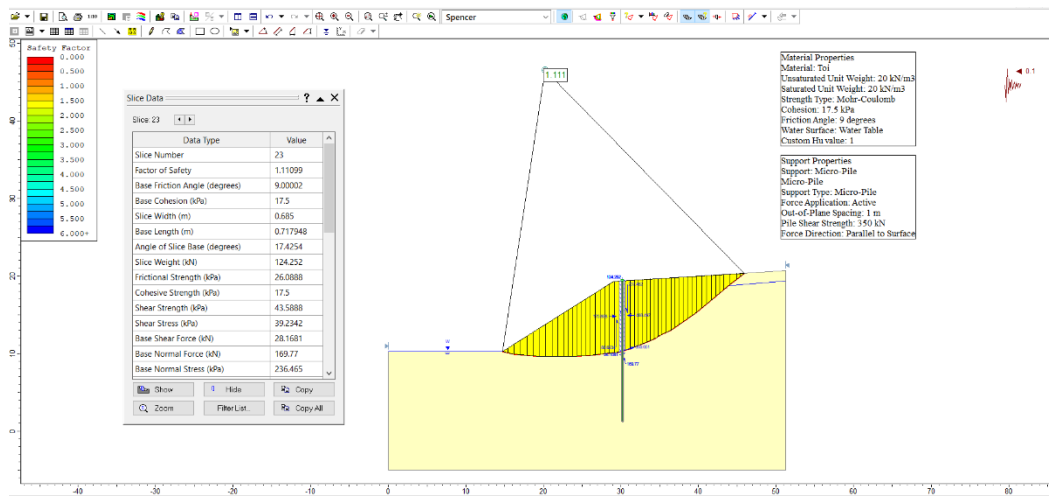 Spencer
Safety Factor
0.000
0.500
1.000
1.500
2.000
2.500
3.000
3.500
4.000
4.500
5.000
5.500
6.000+
Slice Data
Slice: 23
Data Type Value
Slice Number 23
Factor of Safety 1.11099
Base Friction Angle (degrees) 9.00002
Base Cohesion (kPa) 17.5
Slice Width (m) 0.685
Base Length (m) 0.717948
Angle of Slice Base (degrees) 17.4254
Slice Weight (kN) 124.252
Frictional Strength (kPa) 26.0888
Cohesive Strength (kPa) 17.5
Shear Strength (kPa) 43.5888
Shear Stress (kPa) 39.2342
Base Shear Force (kN) 28.1681
Base Normal Force (kN) 169.77
Base Normal Stress (kPa) 236.465
Show Hide Copy
Zoom Filter List... Copy All
1.111
Material Properties
Material: Toi
Unsaturated Unit Weight: 20 kN/m3
Saturated Unit Weight: 20 kN/m3
Strength Type: Mohr-Coulomb
Cohesion: 17.5 kPa
Friction Angle: 9 degrees
Water Surface: Water Table
Custom Hu value: 1
Support Properties
Support: Micro-Pile
Micro-Pile
Support Type: Micro-Pile
Force Application: Active
Out-of-Plane Spacing: 1 m
Pile Shear Strength: 350 kN
Force Direction: Parallel to Surface
0.1
169.77
50
40
30
20
10
0
-40 -30 -20 -10 0 10 20 30 40 50 60 70 80